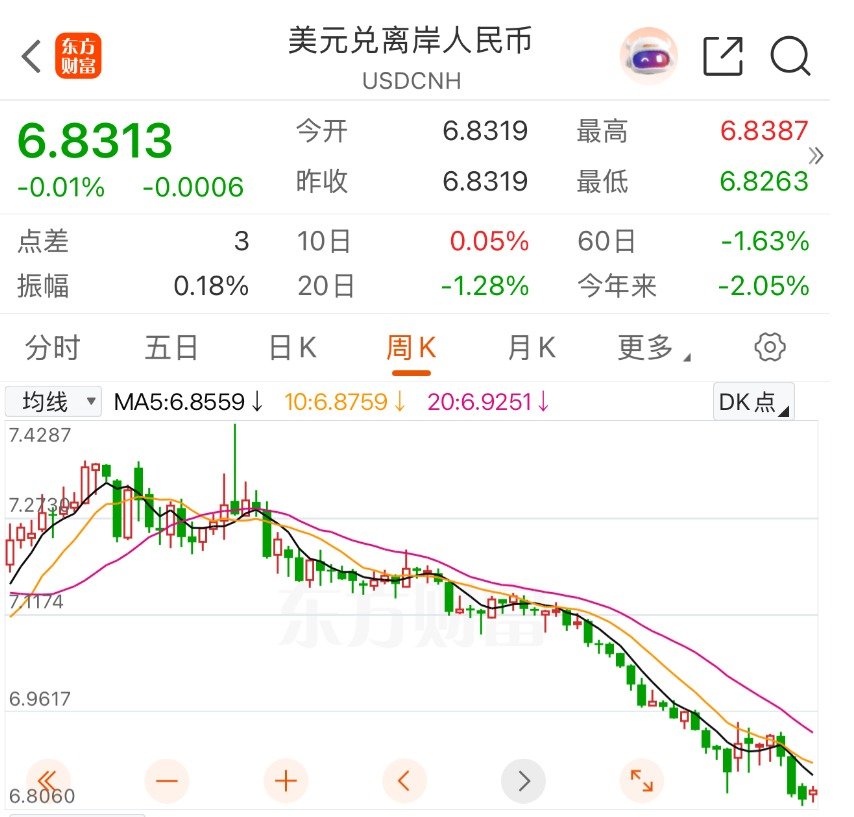 东方
财富
美元兑离岸人民币
USDCNH
6.8313
-0.01% -0.0006
今开 6.8319 最高 6.8387
昨收 6.8319 最低 6.8263
点差 3 10日 0.05% 60日 -1.63%
振幅 0.18% 20日 -1.28% 今年来 -2.05%
分时 五日 日K 周K 月K 更多
均线 MA5:6.8559↓ 10:6.8759↓ 20:6.9251↓ DK点
7.4287
7.2730
7.1174
东方财富
6.9617
6.8060